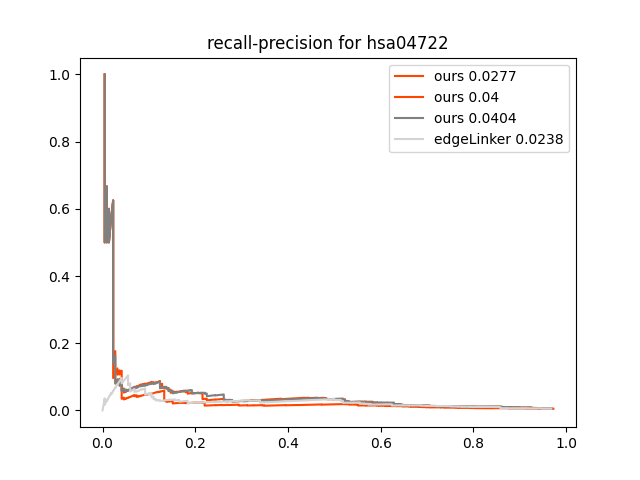 recall-precision for hsa04722
ours 0.0277
ours 0.04
ours 0.0404
edgeLinker 0.0238
1.0
0.8
0.6
0.4
0.2
0.0
0.0 0.2 0.4 0.6 0.8 1.0